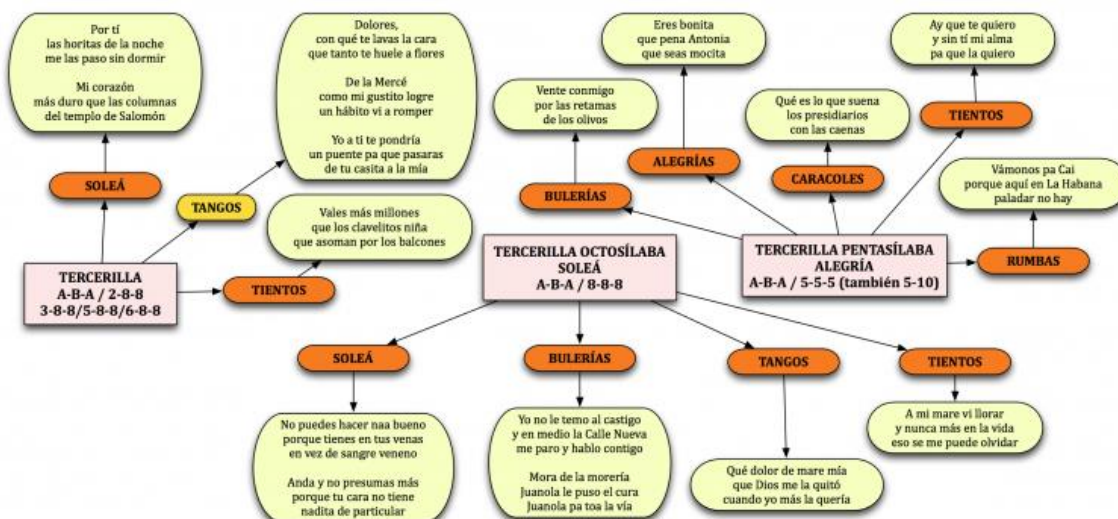 Por tí
las horitas de la noche
me las paso sin dormir
Mi corazón
más duro que las columnas
del templo de Salomón
SOLEÁ
Dolores,
con qué te lavas la cara
que tanto te huele a flores
De la Mercé
como mi gustito logre
un hábito vi a romper
Yo a ti te pondría
un puente pa que pasaras
de tu casita a la mía
TANGOS
Vales más millones
que los clavelitos niña
que asoman por los balcones
TIENTOS
TERCERILLA
A-B-A / 2-8-8
3-8-8/5-8-8/6-8-8
Vente conmigo
por las retamas
de los olivos
BULERÍAS
Eres bonita
que pena Antonia
que seas mocita
ALEGRÍAS
Qué es lo que suena
los presidiarios
con las caenas
CARACOLES
Ay que te quiero
y sin tí mi alma
pa que la quiero
TIENTOS
Vámonos pa Cai
porque aquí en La Habana
paladar no hay
RUMBAS
TERCERILLA PENTASÍLABA
ALEGRÍA
A-B-A / 5-5-5 (también 5-10)
TERCERILLA OCTOSÍLABA
SOLEÁ
A-B-A / 8-8-8
SOLEÁ
No puedes hacer naa bueno
porque tienes en tus venas
en vez de sangre veneno
Anda y no presumas más
porque tu cara no tiene
nadita de particular
BULERÍAS
Yo no le temo al castigo
y en medio la Calle Nueva
me paro y hablo contigo
Mora de la morería
Juanola le puso el cura
Juanola pa toa la vía
TANGOS
Qué dolor de mare mía
que Dios me la quitó
cuando yo más la quería
TIENTOS
A mi mare vi llorar
y nunca más en la vida
eso se me puede olvidar